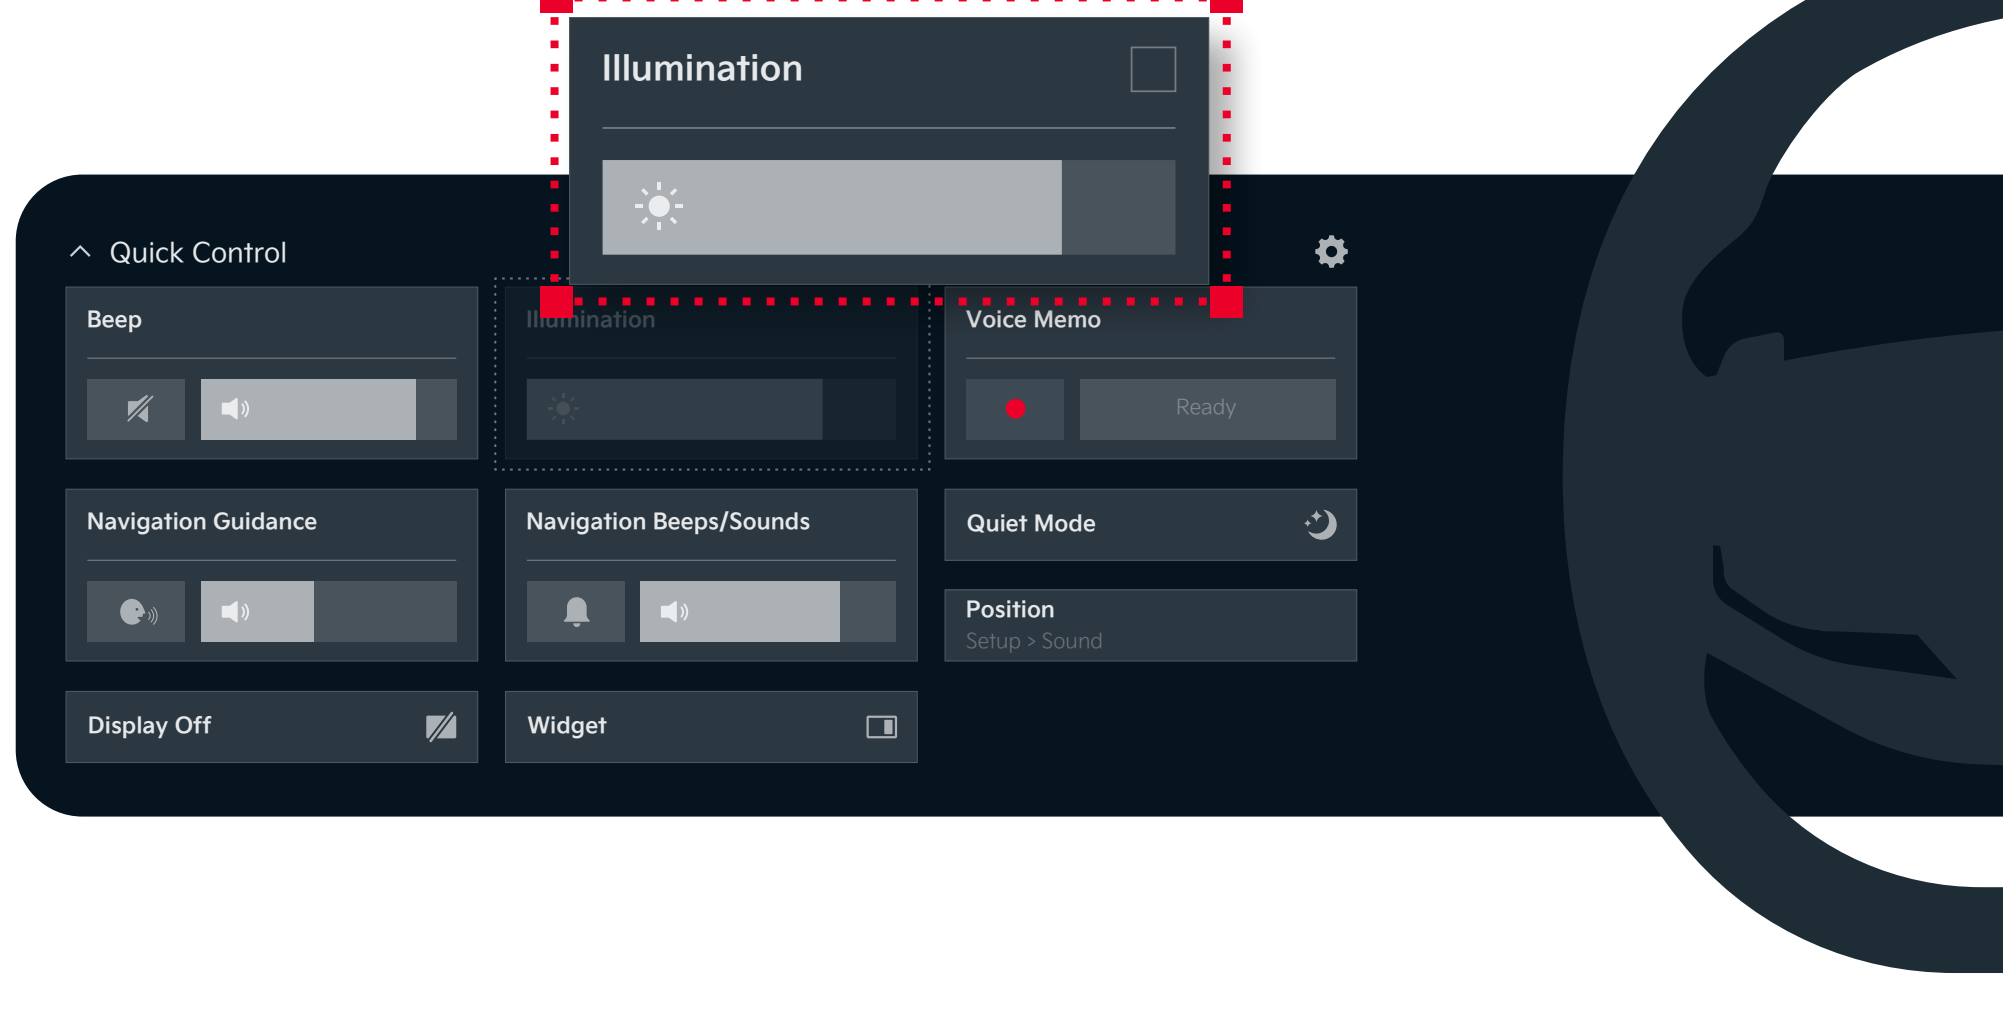 Illumination
Quick Control
Beep
Illumination
Voice Memo
Ready
Navigation Guidance
Navigation Beeps/Sounds
Quiet Mode
Position
Setup > Sound
Display Off
Widget